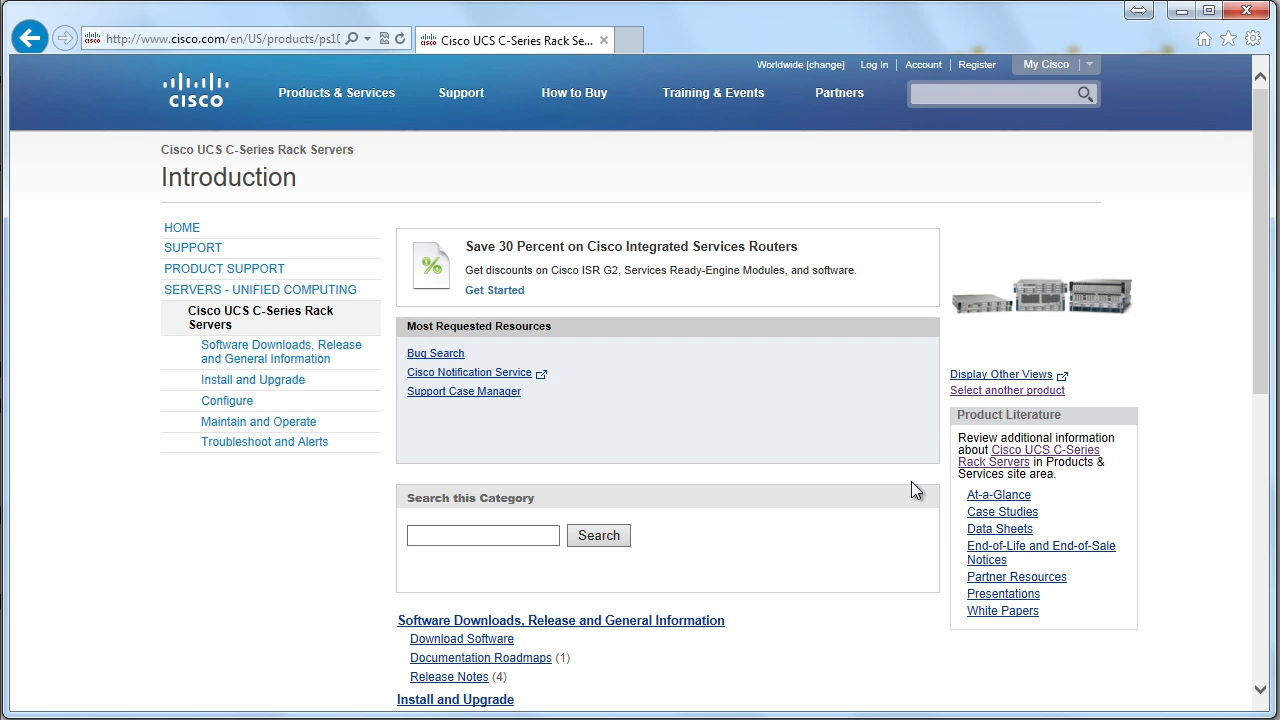 http://www.cisco.com/en/US/products/ps10
Cisco UCS C-Series Rack Se...
Worldwide [change]
Log In
Account
Register
My Cisco
CISCO
Products & Services
Support
How to Buy
Training & Events
Partners
Cisco UCS C-Series Rack Servers
Introduction
HOME
SUPPORT
PRODUCT SUPPORT
SERVERS - UNIFIED COMPUTING
Cisco UCS C-Series Rack
Servers
Software Downloads, Release
and General Information
Install and Upgrade
Configure
Maintain and Operate
Troubleshoot and Alerts
%
Save 30 Percent on Cisco Integrated Services Routers
Get discounts on Cisco ISR G2, Services Ready-Engine Modules, and software.
Get Started
Most Requested Resources
Bug Search
Cisco Notification Service
Support Case Manager
Search this Category
Search
Software Downloads, Release and General Information
Download Software
Documentation Roadmaps (1)
Release Notes (4)
Install and Upgrade
Display Other Views
Select another product
Product Literature
Review additional information
about Cisco UCS C-Series
Rack Servers in Products &
Services site area.
At-a-Glance
Case Studies
Data Sheets
End-of-Life and End-of-Sale
Notices
Partner Resources
Presentations
White Papers